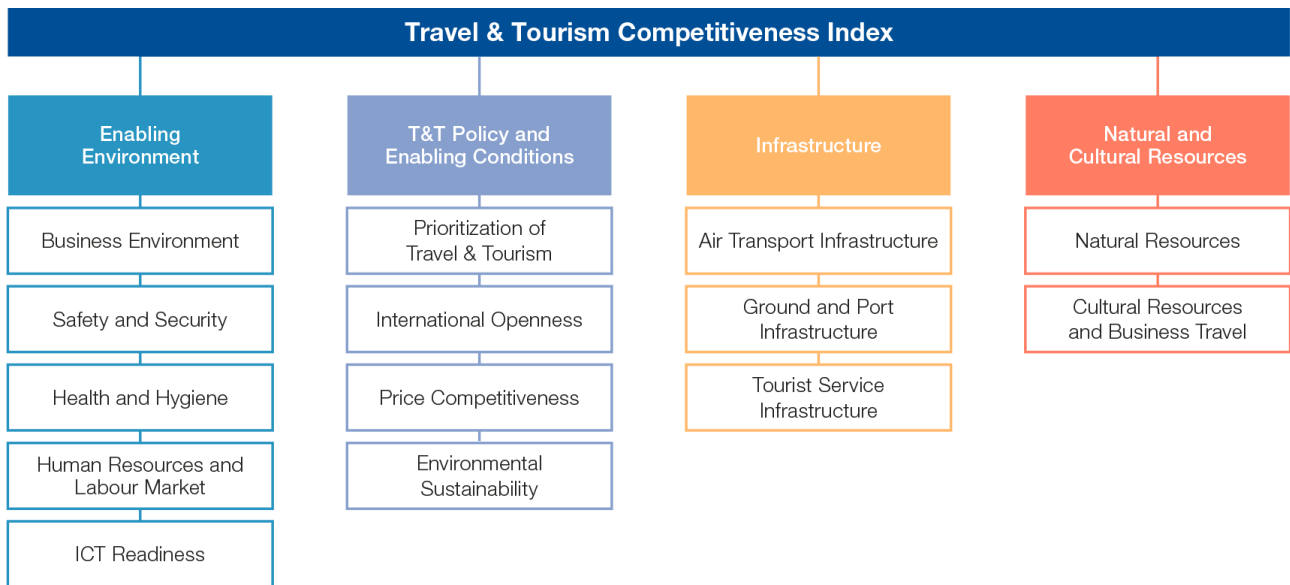 Travel & Tourism Competitiveness Index
Enabling
Environment
Business Environment
Safety and Security
Health and Hygiene
Human Resources and
Labour Market
ICT Readiness
T&T Policy and
Enabling Conditions
Prioritization of
Travel & Tourism
International Openness
Price Competitiveness
Environmental
Sustainability
Infrastructure
Air Transport Infrastructure
Ground and Port
Infrastructure
Tourist Service
Infrastructure
Natural and
Cultural Resources
Natural Resources
Cultural Resources
and Business Travel